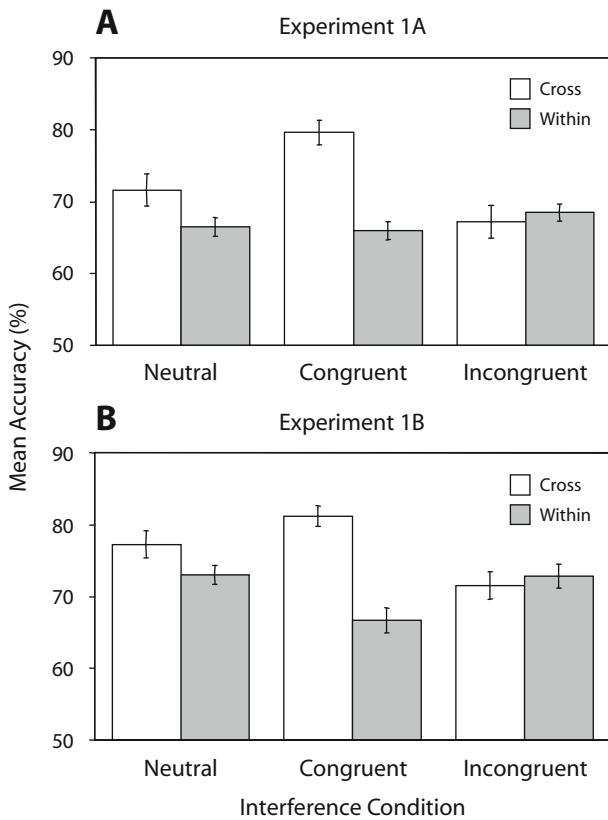 A
Experiment 1A
Mean Accuracy (%)
90
80
70
60
50
Cross
Within
Neutral Congruent Incongruent
B
Experiment 1B
90
80
70
60
50
Cross
Within
Neutral Congruent Incongruent
Interference Condition